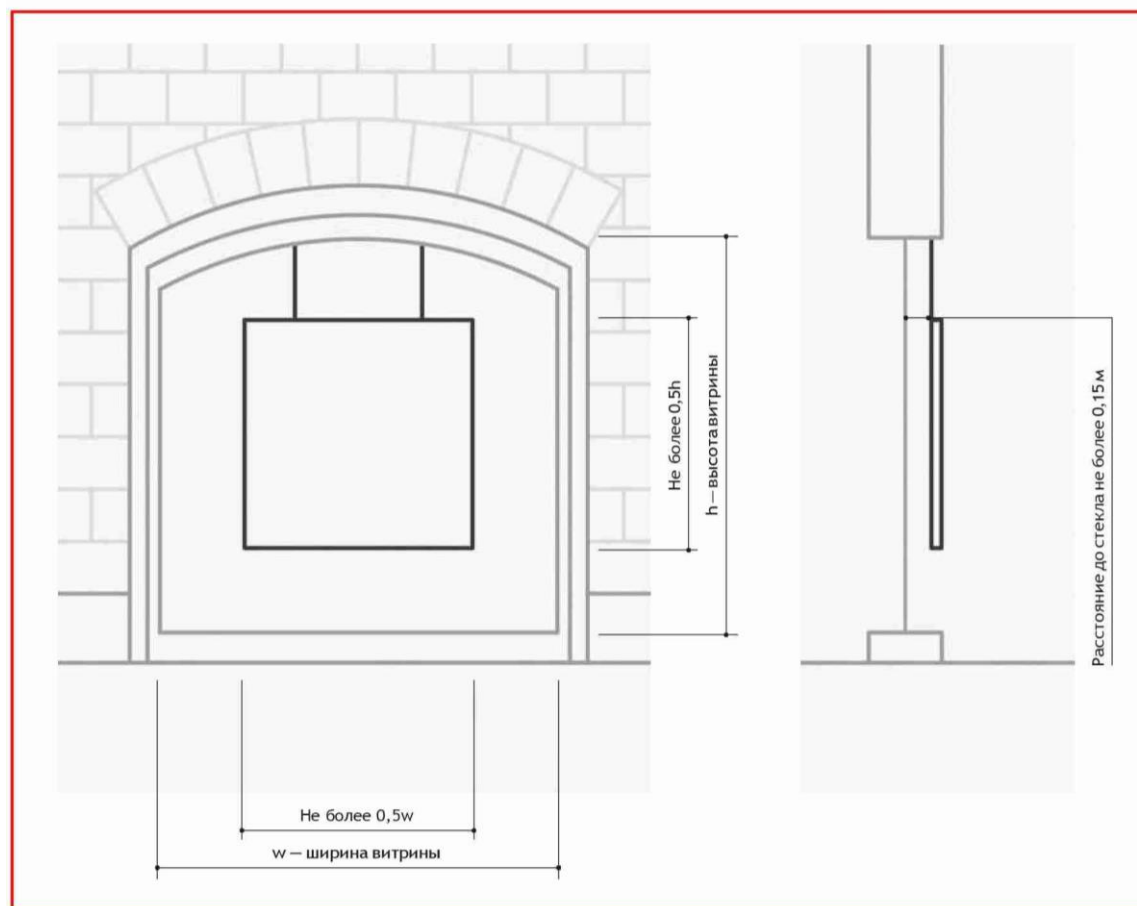 Не более 0,5h
h — высота витрины
Расстояние до стекла не более 0,15 м
Не более 0,5w
w — ширина витрины